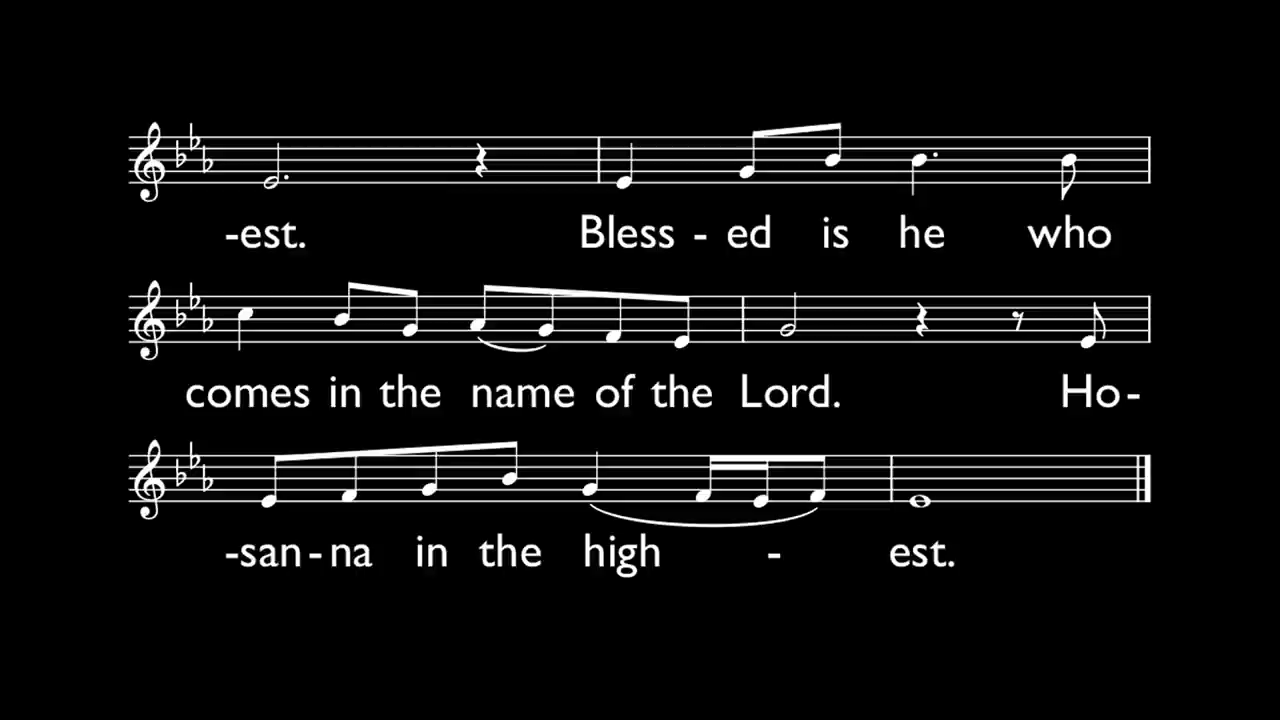 -est. Bless - ed is he who
comes in the name of the Lord. Ho-
-san-na in the high - est.